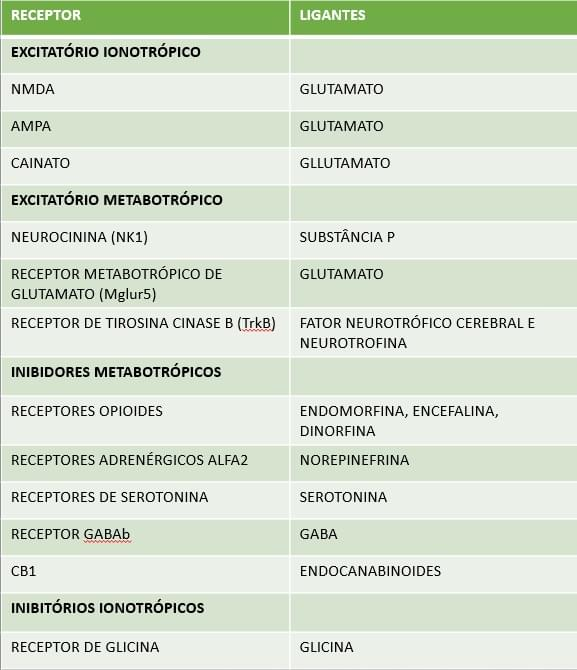 RECEPTOR LIGANTES
EXCITATÓRIO IONOTRÓPICO
NMDA GLUTAMATO
AMPA GLUTAMATO
CAINATO GLLUTAMATO
EXCITATÓRIO METABOTRÓPICO
NEUROCININA (NK1) SUBSTÂNCIA P
RECEPTOR METABOTRÓPICO DE GLUTAMATO
GLUTAMATO (Mglur5)
RECEPTOR DE TIROSINA CINASE B (TrkB) FATOR NEUROTRÓFICO CEREBRAL E
NEUROTROFINA
INIBIDORES METABOTRÓPICOS
RECEPTORES OPIOIDES ENDOMORFINA, ENCEFALINA,
DINORFINA
RECEPTORES ADRENÉRGICOS ALFA2 NOREPINEFRINA
RECEPTORES DE SEROTONINA SEROTONINA
RECEPTOR GABAb GABA
CB1 ENDOCANABINOIDES
INIBITÓRIOS IONOTRÓPICOS
RECEPTOR DE GLICINA GLICINA